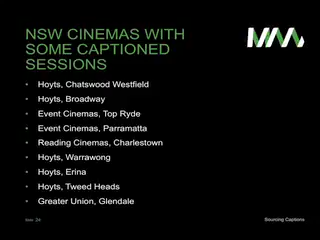 NSW CINEMAS WITH
SOME CAPTIONED
SESSIONS
• Hoyts, Chatswood Westfield
• Hoyts, Broadway
• Event Cinemas, Top Ryde
• Event Cinemas, Parramatta
• Reading Cinemas, Charlestown
• Hoyts, Warrawong
• Hoyts, Erina
• Hoyts, Tweed Heads
• Greater Union, Glendale
Sourcing Captions